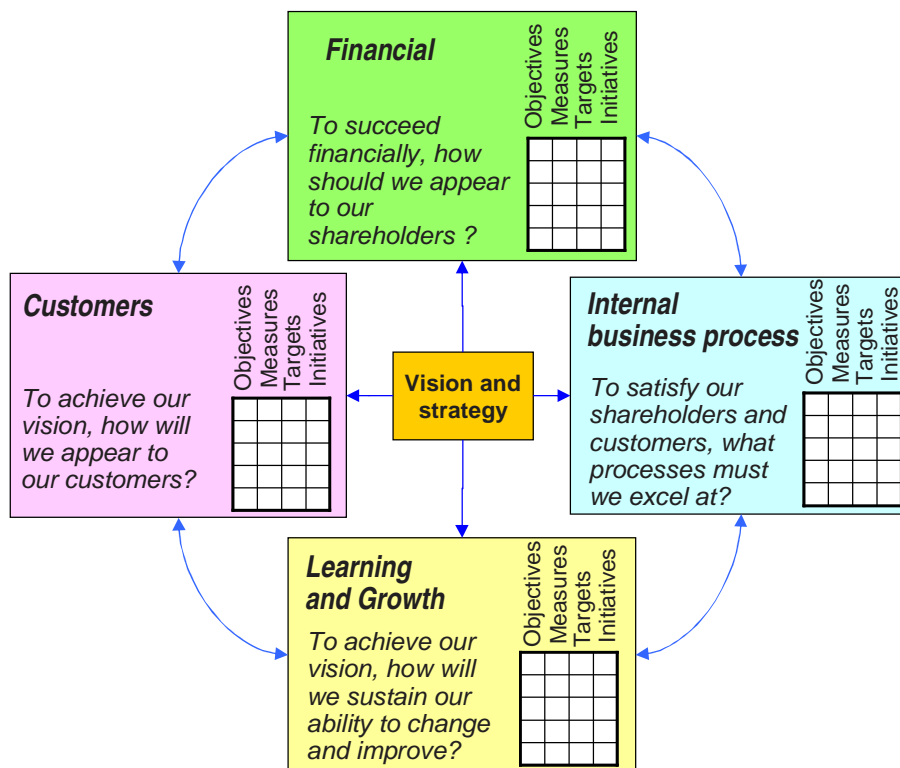 Financial
Objectives
Measures
Targets
Initiatives
To succeed
financially, how
should we appear
to our
shareholders ?
Customers
Objectives
Measures
Targets
Initiatives
To achieve our
vision, how will
we appear to
our customers?
Vision and
strategy
Internal
business process
Objectives
Measures
Targets
Initiatives
To satisfy our
shareholders and
customers, what
processes must
we excel at?
Learning
and Growth
Objectives
Measures
Targets
Initiatives
To achieve our
vision, how will
we sustain our
ability to change
and improve?